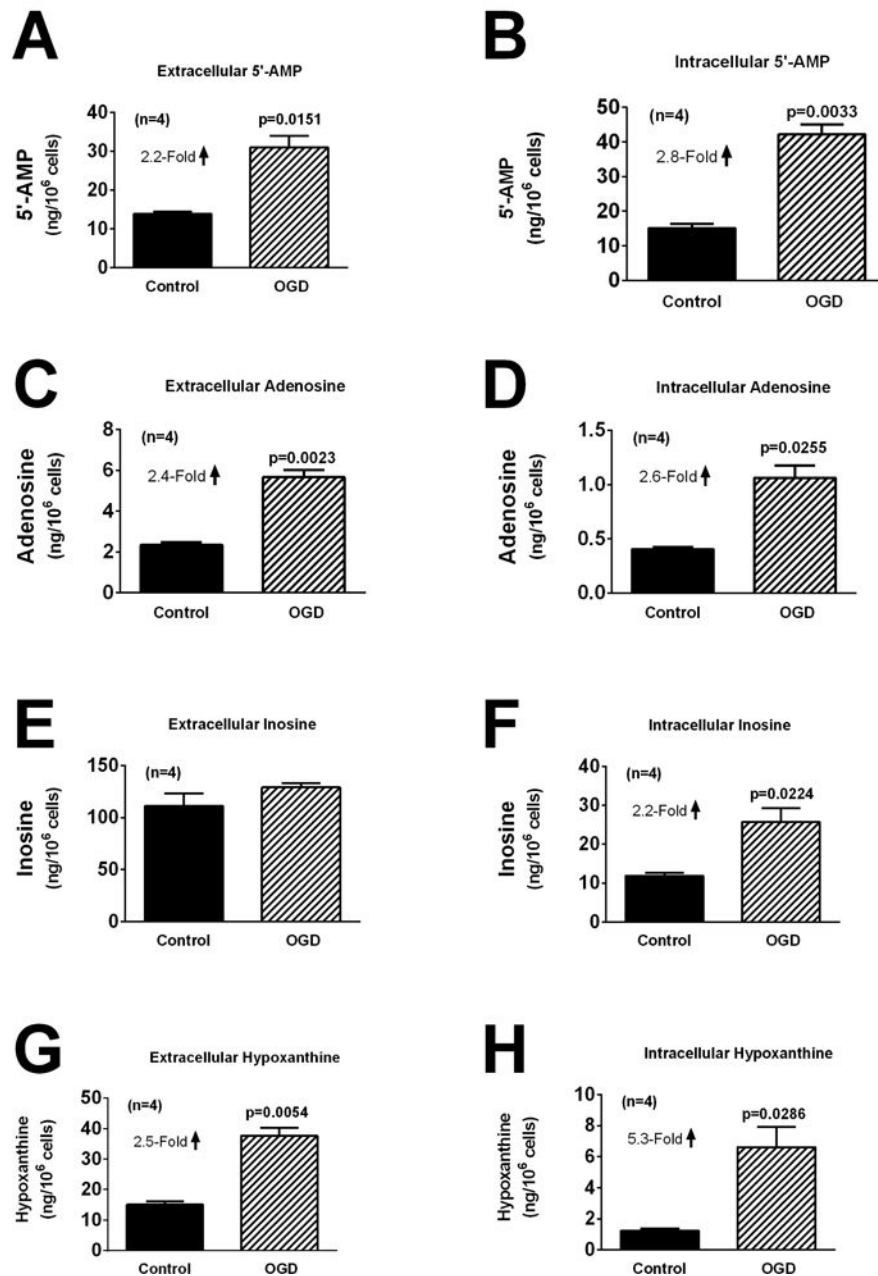 A
Extracellular 5'-AMP
5'-AMP
(ng/10⁶ cells)
40
30
20
10
0
(n=4)
2.2-Fold
p=0.0151
Control
OGD
B
Intracellular 5'-AMP
5'-AMP
(ng/10⁶ cells)
50
40
30
20
10
0
(n=4)
2.8-Fold
p=0.0033
Control
OGD
C
Extracellular Adenosine
Adenosine
(ng/10⁶ cells)
8
6
4
2
0
(n=4)
2.4-Fold
p=0.0023
Control
OGD
D
Intracellular Adenosine
Adenosine
(ng/10⁶ cells)
1.5
1.0
0.5
0.0
(n=4)
2.6-Fold
p=0.0255
Control
OGD
E
Extracellular Inosine
Inosine
(ng/10⁶ cells)
150
100
50
0
(n=4)
Control
OGD
F
Intracellular Inosine
Inosine
(ng/10⁶ cells)
40
30
20
10
0
(n=4)
2.2-Fold
p=0.0224
Control
OGD
G
Extracellular Hypoxanthine
Hypoxanthine
(ng/10⁶ cells)
50
40
30
20
10
0
(n=4)
2.5-Fold
p=0.0054
Control
OGD
H
Intracellular Hypoxanthine
Hypoxanthine
(ng/10⁶ cells)
8
6
4
2
0
(n=4)
5.3-Fold
p=0.0286
Control
OGD